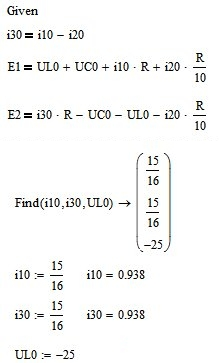 Given
i30 = i10 − i20
E1 = UL0 + UC0 + i10 · R + i20 · R/10
E2 = i30 · R − UC0 − UL0 − i20 · R/10
Find(i10, i30, UL0) → (15/16 15/16 −25)
i10 := 15/16 i10 = 0.938
i30 := 15/16 i30 = 0.938
UL0 := −25